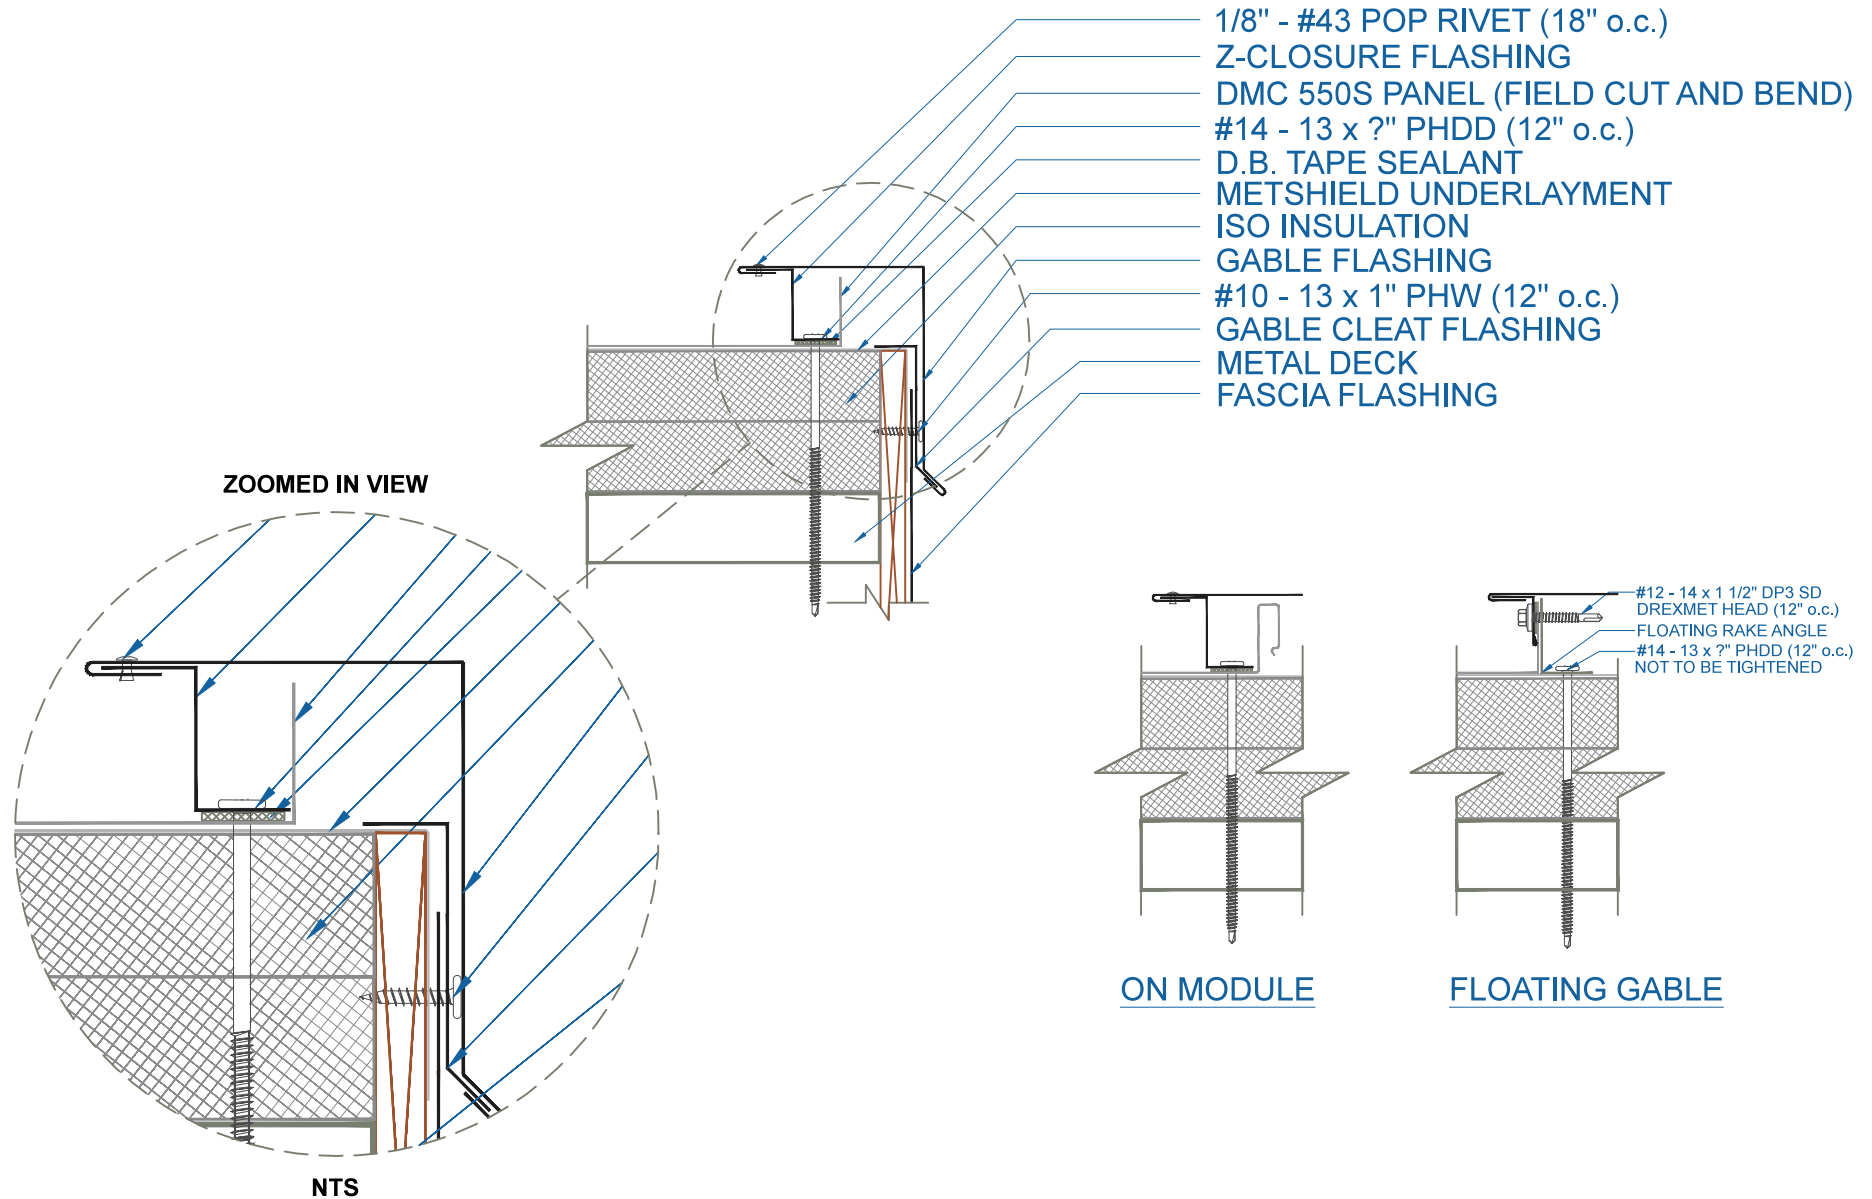 1/8" - #43 POP RIVET (18" o.c.)
Z-CLOSURE FLASHING
DMC 550S PANEL (FIELD CUT AND BEND)
#14 - 13 x ?" PHDD (12" o.c.)
D.B. TAPE SEALANT
METSHIELD UNDERLAYMENT
ISO INSULATION
GABLE FLASHING
#10 - 13 x 1" PHW (12" o.c.)
GABLE CLEAT FLASHING
METAL DECK
FASCIA FLASHING
ZOOMED IN VIEW
#12 - 14 x 1 1/2" DP3 SD
DREXMET HEAD (12" o.c.)
FLOATING RAKE ANGLE
#14 - 13 x ?" PHDD (12" o.c.)
NOT TO BE TIGHTENED
ON MODULE
FLOATING GABLE
NTS